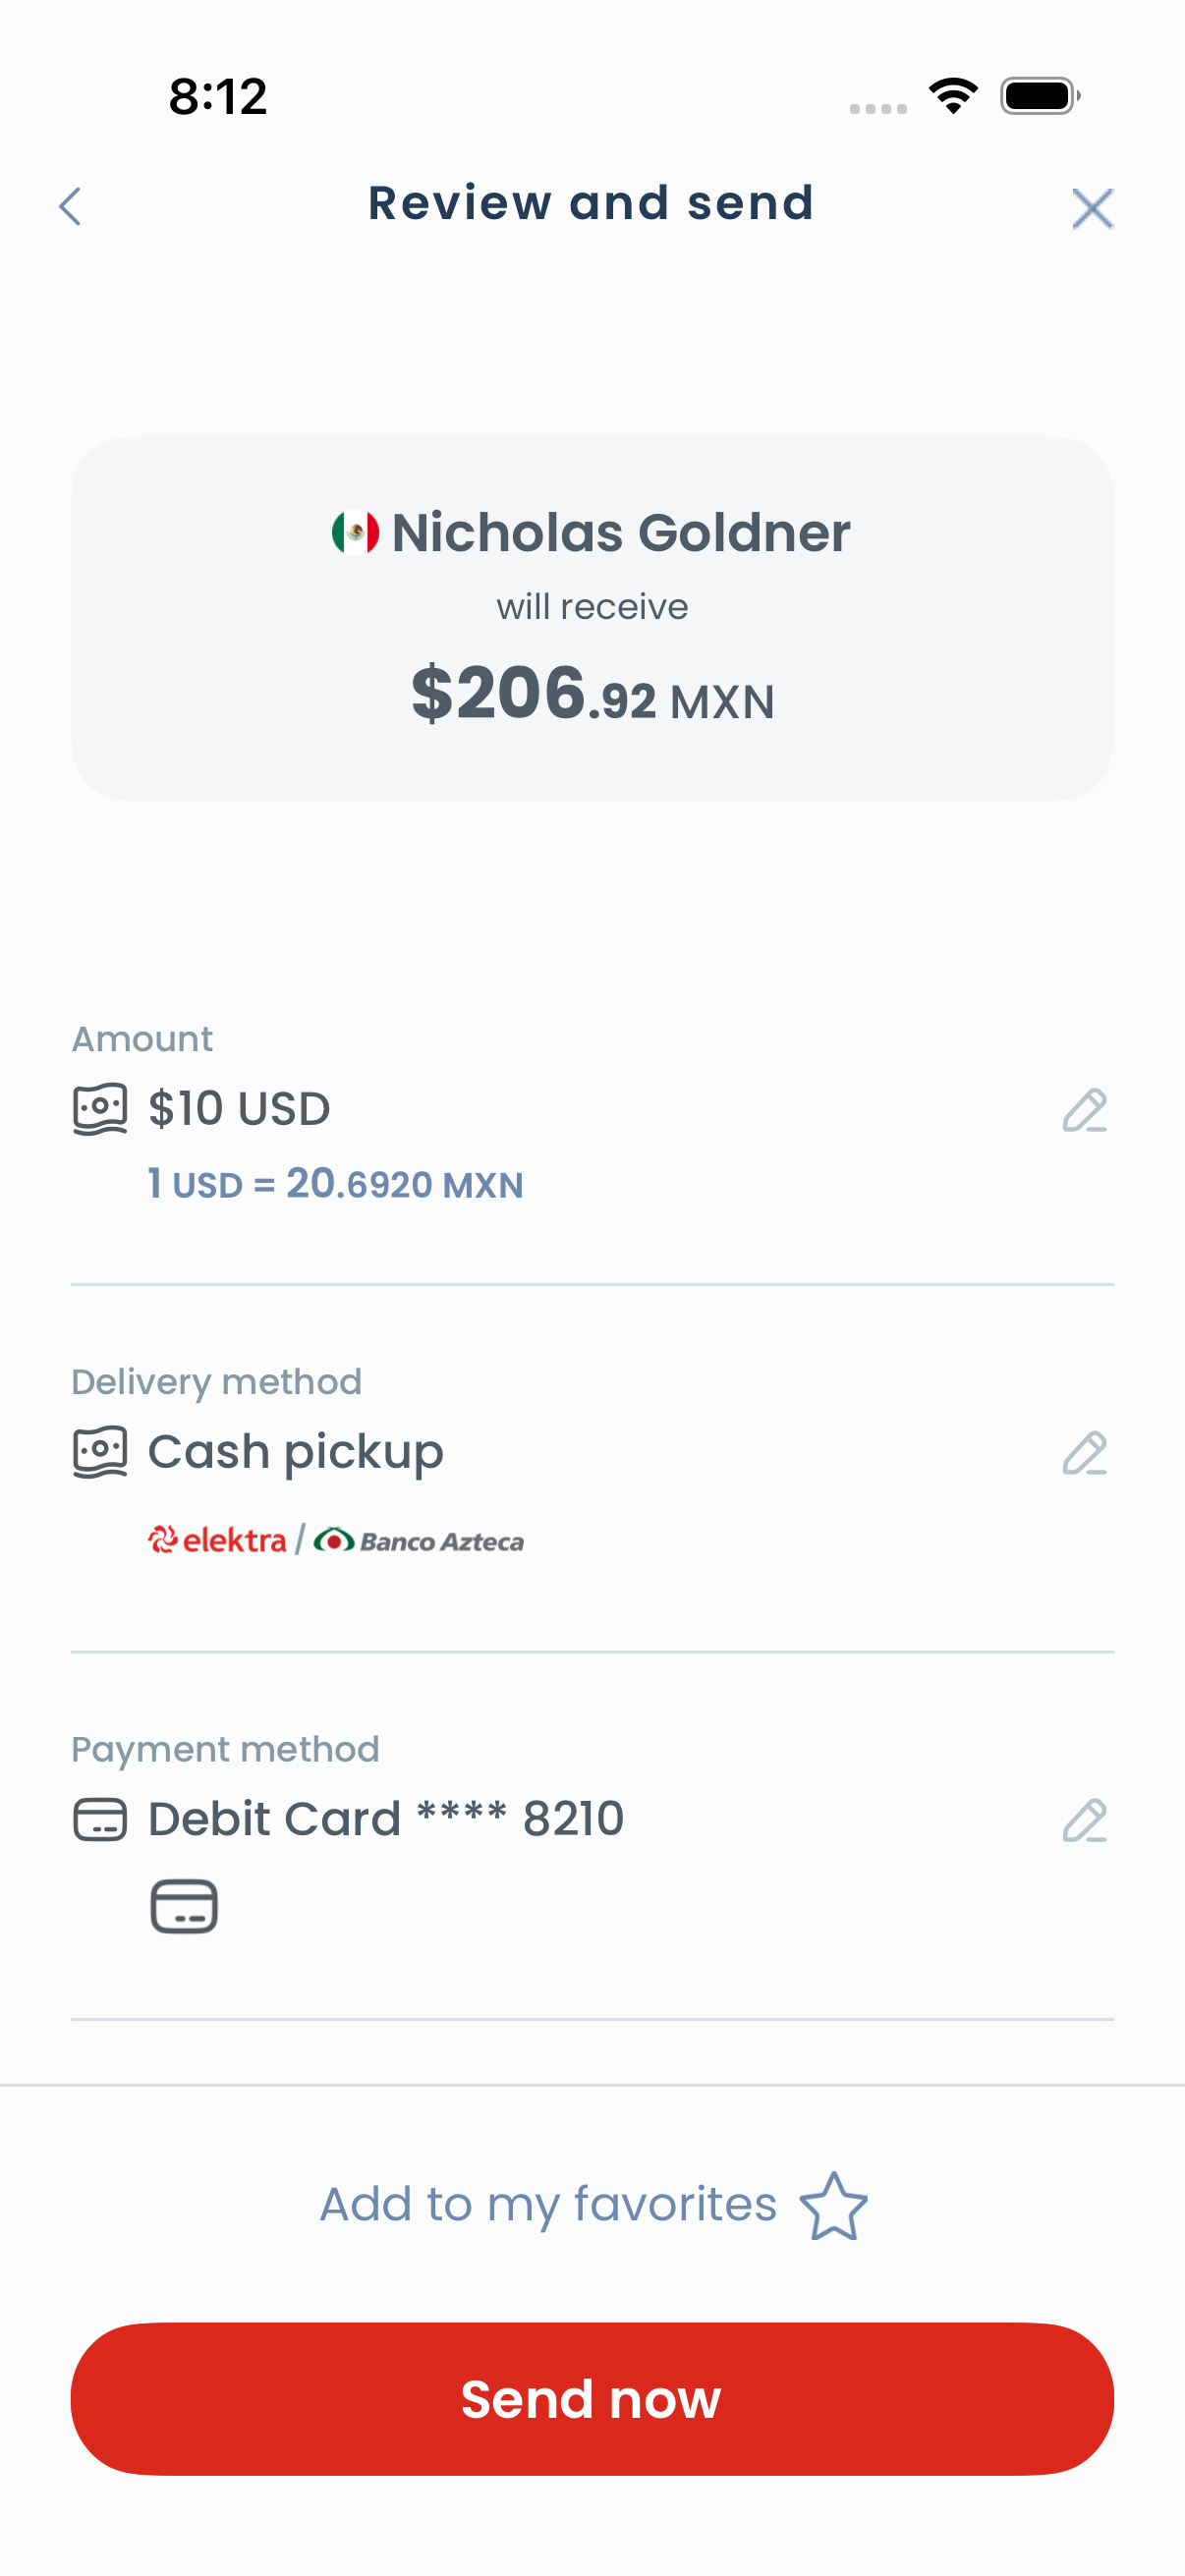 8:12
Review and send
Nicholas Goldner
will receive
$206.92 MXN
Amount
$10 USD
1 USD = 20.6920 MXN
Delivery method
Cash pickup
elektra / Banco Azteca
Payment method
Debit Card **** 8210
Add to my favorites
Send now